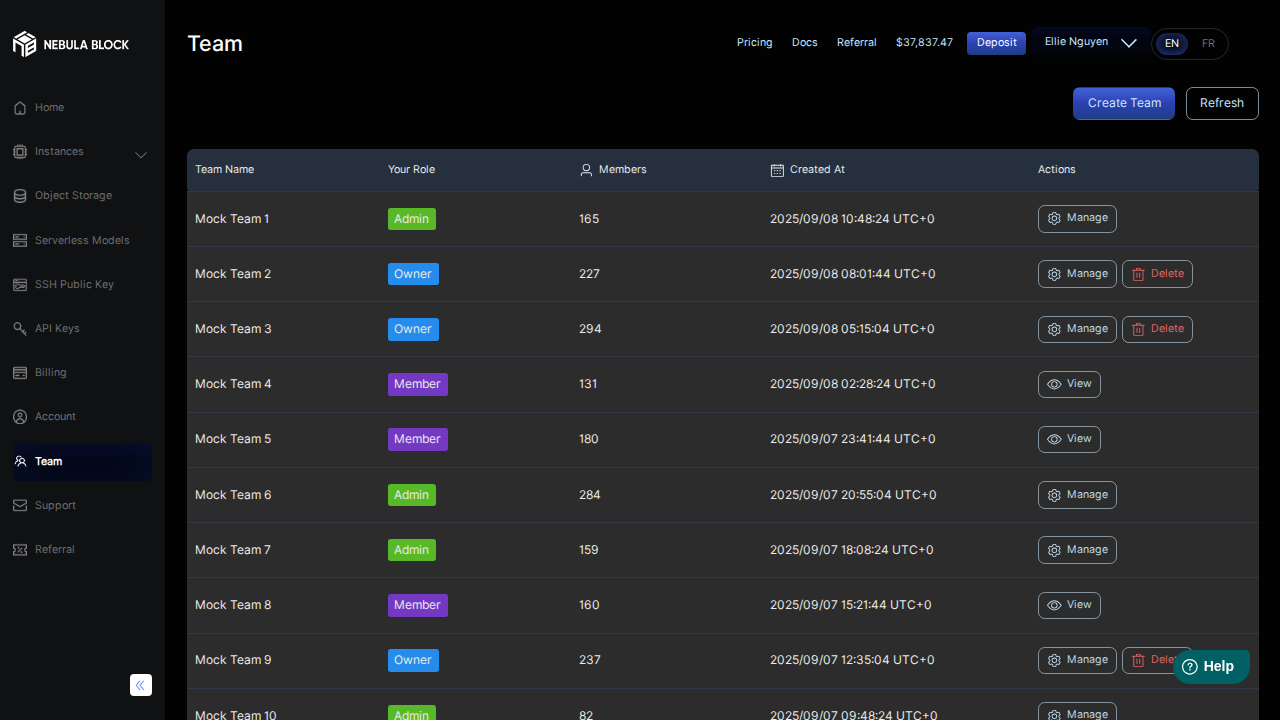 NEBULA BLOCK
Team
Pricing
Docs
Referral
$37,837.47
Deposit
Ellie Nguyen
EN
FR
Home
Instances
Object Storage
Serverless Models
SSH Public Key
API Keys
Billing
Account
Team
Support
Referral
Create Team
Refresh
Team Name Your Role Members Created At Actions
Mock Team 1 Admin 165 2025/09/08 10:48:24 UTC+0 Manage
Mock Team 2 Owner 227 2025/09/08 08:01:44 UTC+0 Manage Delete
Mock Team 3 Owner 294 2025/09/08 05:15:04 UTC+0 Manage Delete
Mock Team 4 Member 131 2025/09/08 02:28:24 UTC+0 View
Mock Team 5 Member 180 2025/09/07 23:41:44 UTC+0 View
Mock Team 6 Admin 284 2025/09/07 20:55:04 UTC+0 Manage
Mock Team 7 Admin 159 2025/09/07 18:08:24 UTC+0 Manage
Mock Team 8 Member 160 2025/09/07 15:21:44 UTC+0 View
Mock Team 9 Owner 237 2025/09/07 12:35:04 UTC+0 Manage Delete
Mock Team 10 Admin 82 2025/09/07 09:48:24 UTC+0 Manage
Help